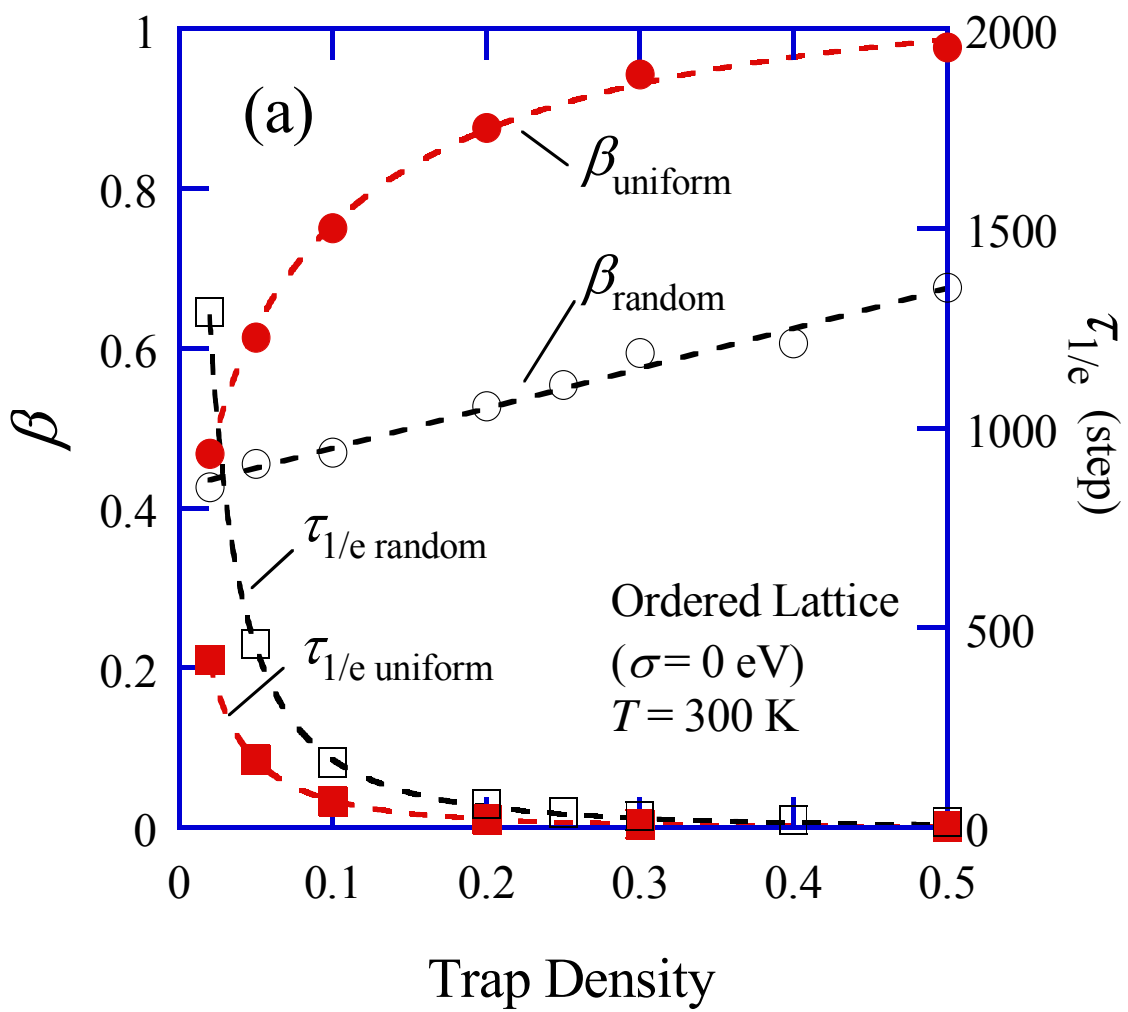 (a)
1
0.8
0.6
0.4
0.2
0
β
2000
1500
1000
500
0
τ1/e (step)
βuniform
βrandom
τ1/e random
τ1/e uniform
Ordered Lattice
(σ = 0 eV)
T = 300 K
0 0.1 0.2 0.3 0.4 0.5
Trap Density